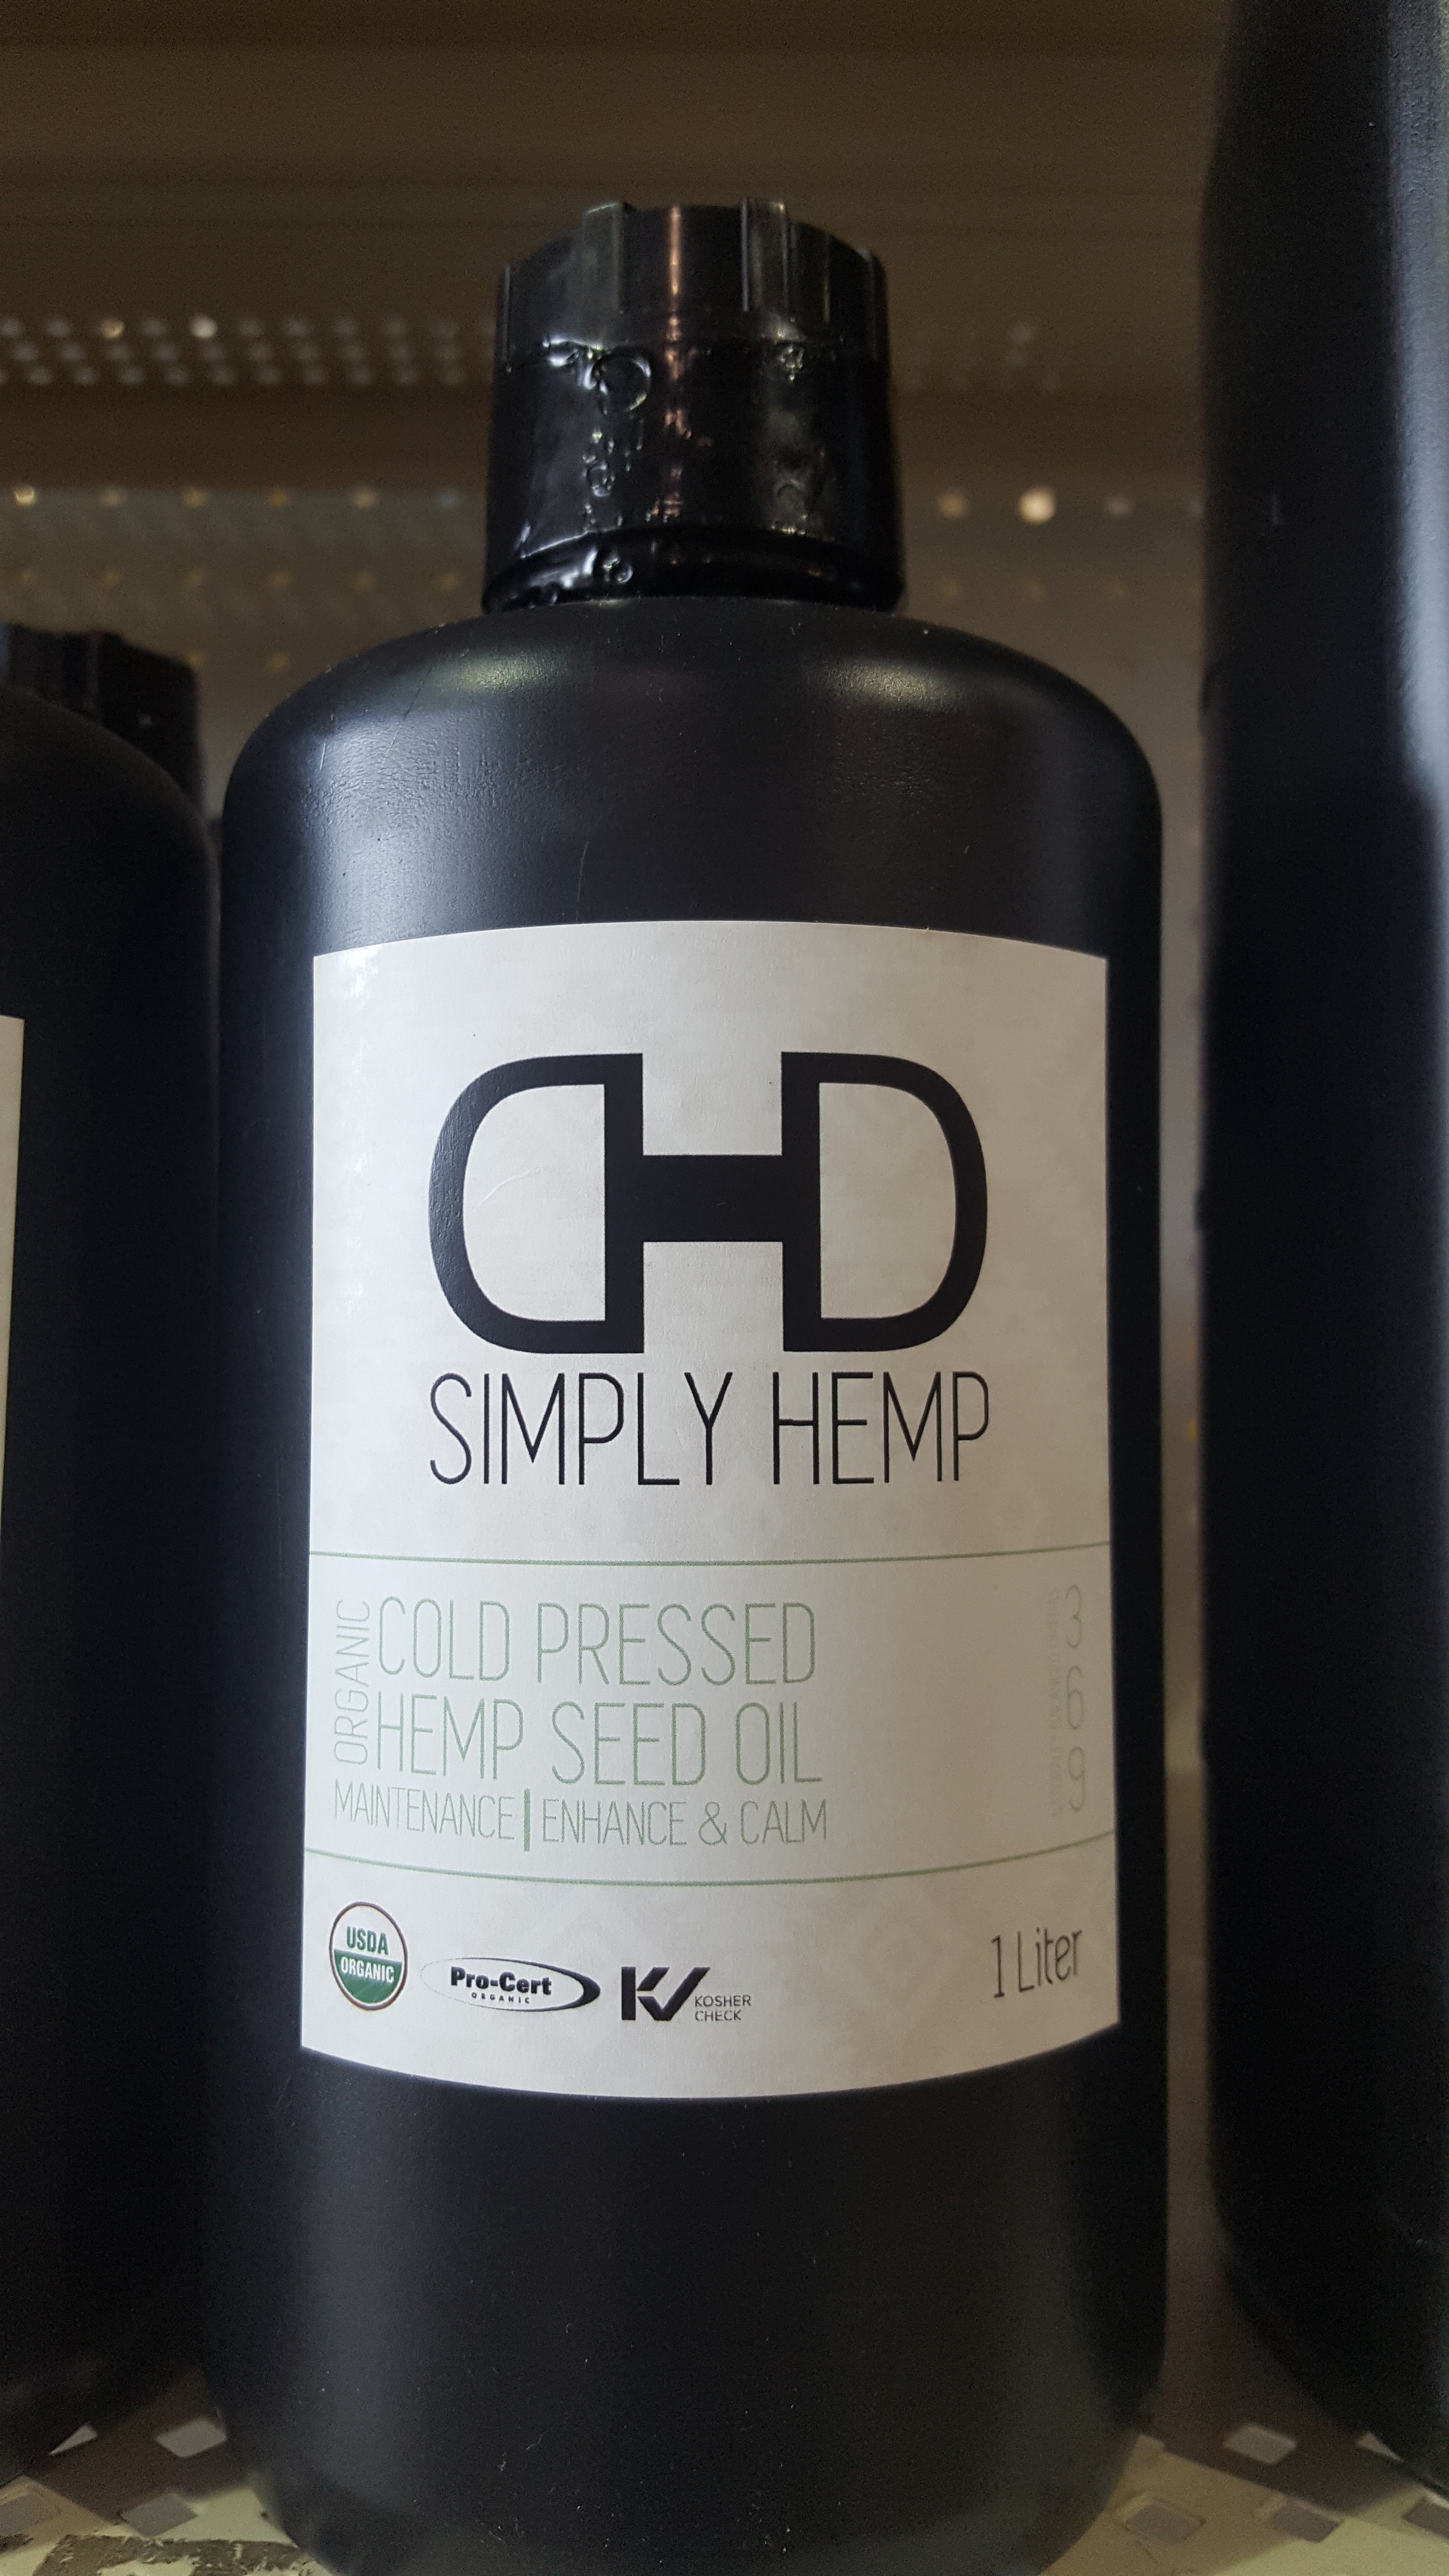 DHD
SIMPLY HEMP
ORGANIC
COLD PRESSED
HEMP SEED OIL
MAINTENANCE | ENHANCE & CALM
3
6
9
USDA
ORGANIC
Pro-Cert
ORGANIC
KOSHER
CHECK
1 Liter